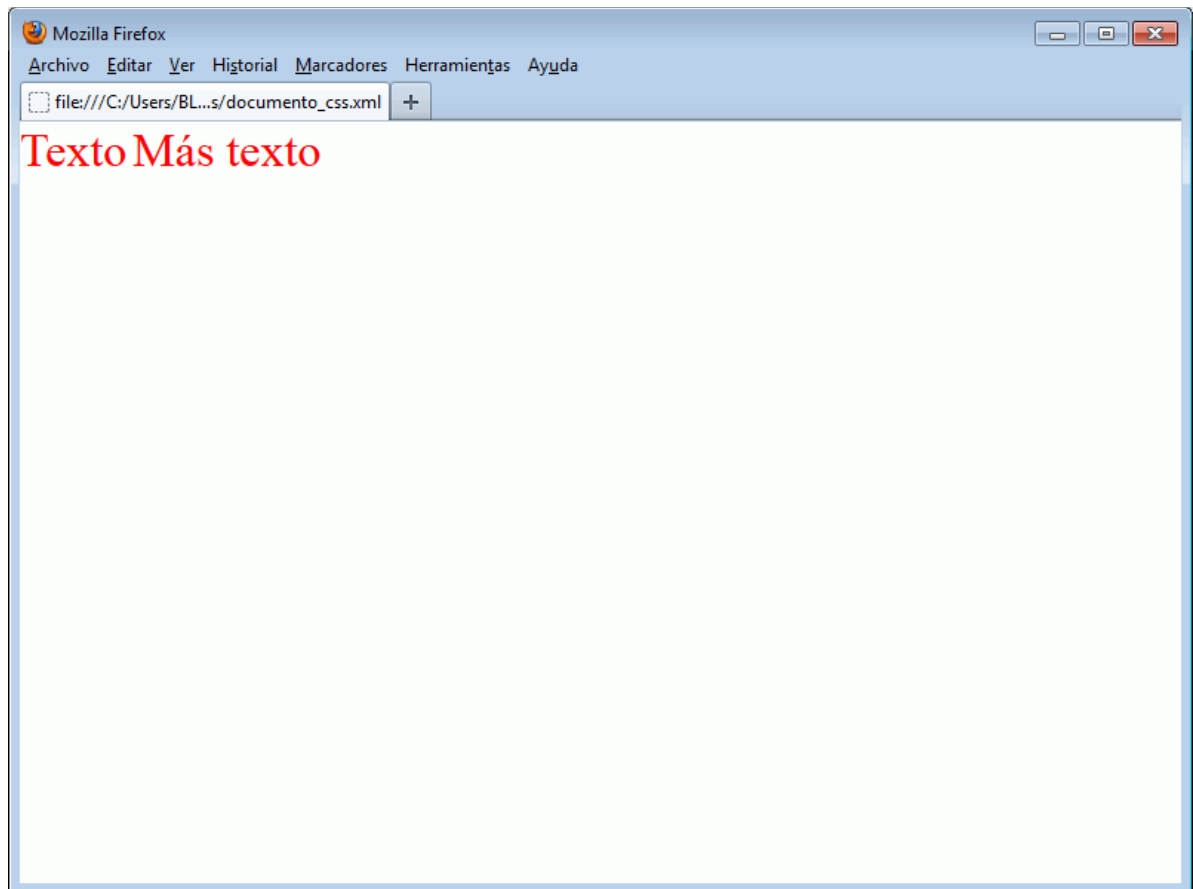 Mozilla Firefox
Archivo Editar Ver Historial Marcadores Herramientas Ayuda
file:///C:/Users/BL...s/documento_css.xml +
Texto Más texto